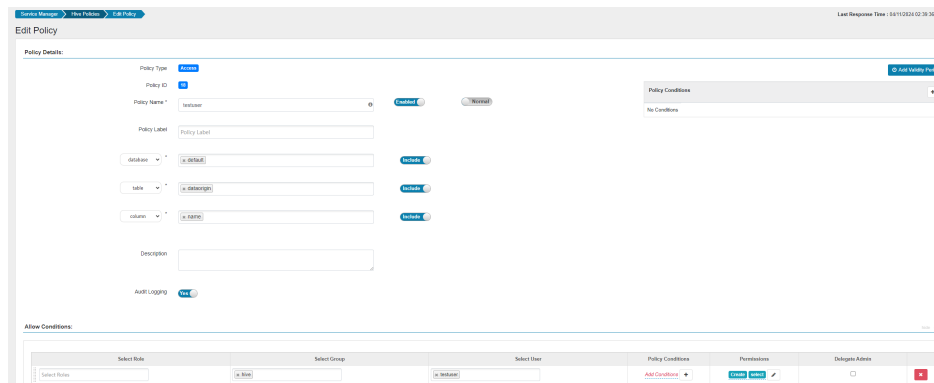 Service Manager Hive Policies Edit Policy Last Response Time : 04/11/2024 02:39:36
Edit Policy
Policy Details:
Policy Type Access
Add Validity Peri
Policy ID
Policy Conditions
Policy Name * testuser Enabled Normal
No Conditions
Policy Label Policy Label
database * default Include
table * dataorigin Include
column * name Include
Description
Audit Logging Yes
Allow Conditions:
Select Role Select Group Select User Policy Conditions Permissions Delegate Admin
Select Roles hive testuser Add Conditions + Create select